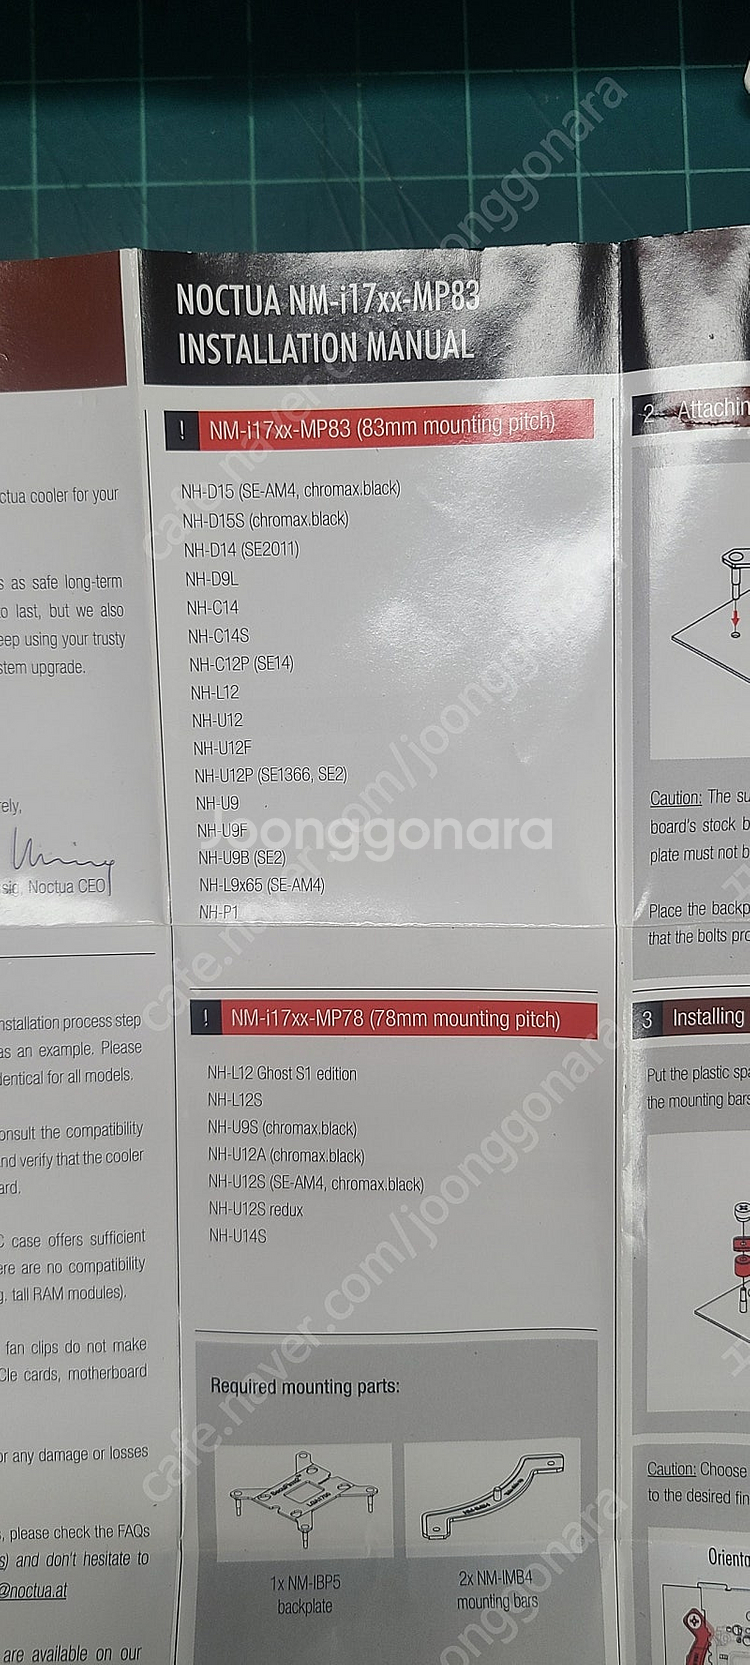 NOCTUA NM-i17xx-MP83
INSTALLATION MANUAL
! NM-i17xx-MP83 (83mm mounting pitch)
NH-D15 (SE-AM4, chromax.black)
NH-D15S (chromax.black)
NH-D14 (SE2011)
NH-D9L
NH-C14
NH-C14S
NH-C12P (SE14)
NH-L12
NH-U12
NH-U12F
NH-U12P (SE1366, SE2)
NH-U9
NH-U9F
NH-U9B (SE2)
NH-L9x65 (SE-AM4)
NH-P1
! NM-i17xx-MP78 (78mm mounting pitch)
NH-L12 Ghost S1 edition
NH-L12S
NH-U9S (chromax.black)
NH-U12A (chromax.black)
NH-U12S (SE-AM4, chromax.black)
NH-U12S redux
NH-U14S
Required mounting parts:
1x NM-IBP5
backplate
2x NM-IMB4
mounting bars
ctua cooler for your
s as safe long-term
o last, but we also
eep using your trusty
stem upgrade.
rely,
sig, Noctua CEO
nstallation process step
as an example. Please
dentical for all models.
onsult the compatibility
nd verify that the cooler
ard.
C case offers sufficient
ere are no compatibility
g. tall RAM modules).
fan clips do not make
CIe cards, motherboard
or any damage or losses
s, please check the FAQs
s) and don't hesitate to
@noctua.at
are available on our
2 Attachin
Caution: The su
board's stock b
plate must not b
Place the backp
that the bolts pro
3 Installing
Put the plastic spa
the mounting bars
Caution: Choose
to the desired fin
Orienta
Joonggonara
cafe.naver.com/joonggonara
cafe.naver.com/joonggonara
cafe.naver.com/joonggonara